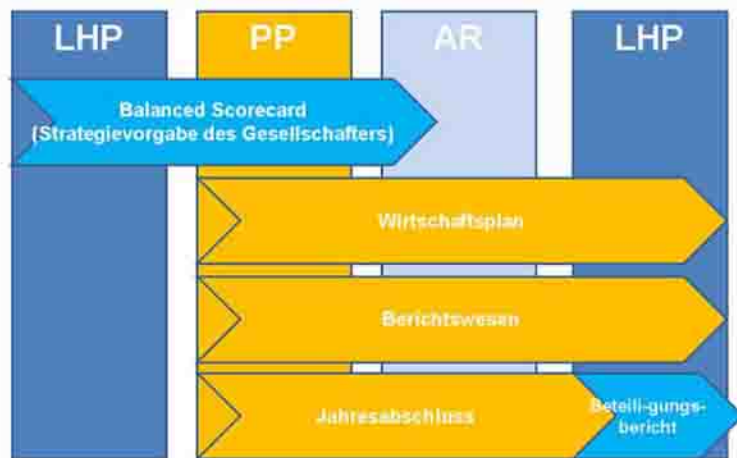 LHP PP AR LHP
Balanced Scorecard
(Strategievorgabe des Gesellschafters)
Wirtschaftsplan
Berichtswesen
Jahresabschluss
Beteili-gungs-
bericht